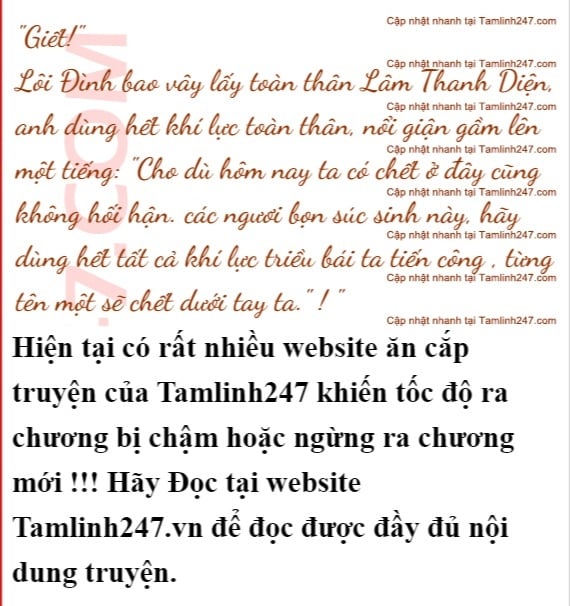 Cập nhật nhanh tại Tamlinh247.com
"Giết!"
Cập nhật nhanh tại Tamlinh247.com
Lôi Đình bao vây lấy toàn thân Lâm Thanh Diện,
Cập nhật nhanh tại Tamlinh247.com
anh dùng hết khí lực toàn thân, nổi giận gầm lên
Cập nhật nhanh tại Tamlinh247.com
một tiếng: "Cho dù hôm nay ta có chết ở đây cũng
Cập nhật nhanh tại Tamlinh247.com
không hối hận. các người bọn súc sinh này, hãy
Cập nhật nhanh tại Tamlinh247.com
dùng hết tất cả khí lực triều bái ta tiến công , từng
Cập nhật nhanh tại Tamlinh247.com
tên một sẽ chết dưới tay ta." ! "
Cập nhật nhanh tại Tamlinh247.com
Z.COM
Hiện tại có rất nhiều website ăn cắp
truyện của Tamlinh247 khiến tốc độ ra
chương bị chậm hoặc ngừng ra chương
mới !!! Hãy Đọc tại website
Tamlinh247.vn để đọc được đầy đủ nội
dung truyện.